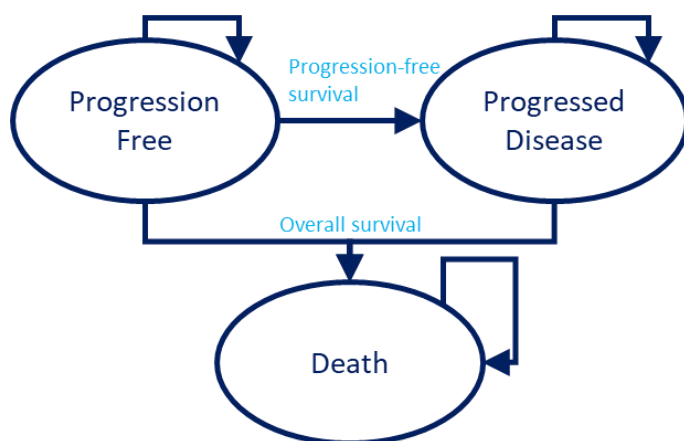 Progression
Free
Progression-free
survival
Progressed
Disease
Overall survival
Death